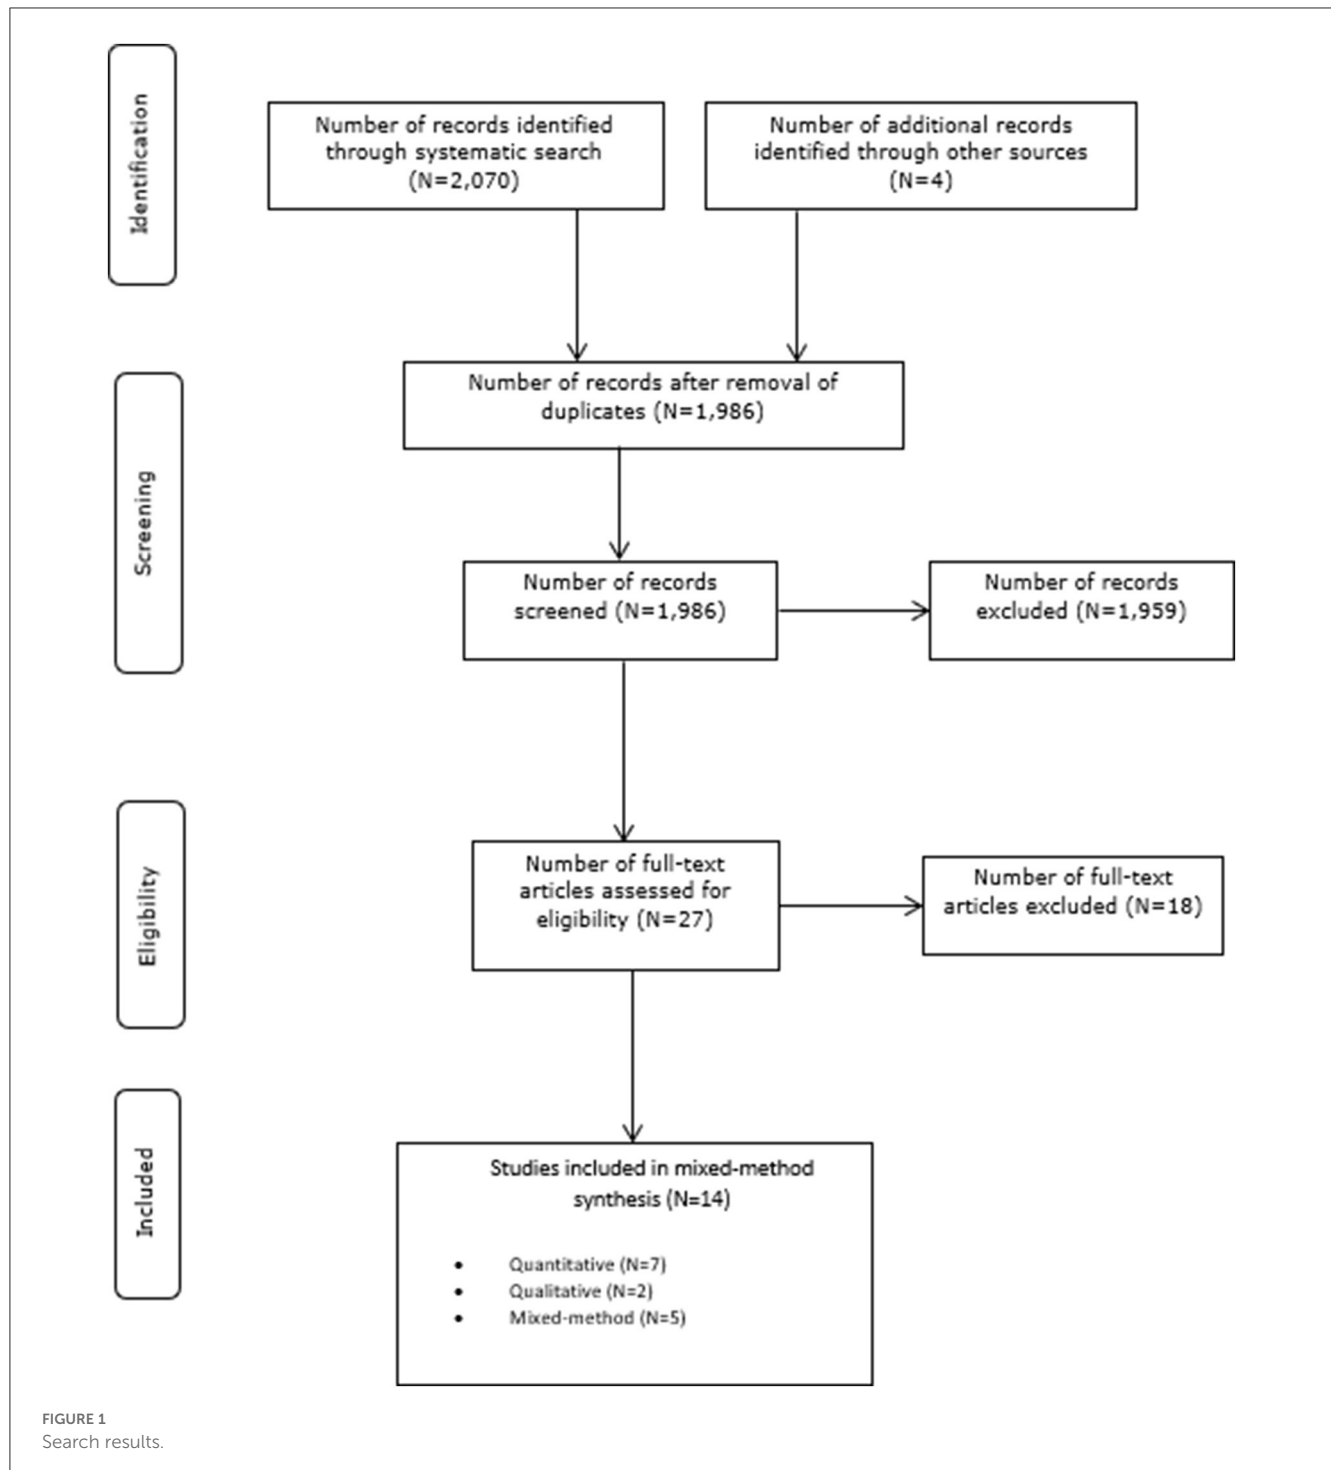 Identification
Number of records identified
through systematic search
(N=2,070)
Number of additional records
identified through other sources
(N=4)
Screening
Number of records after removal of
duplicates (N=1,986)
Number of records
screened (N=1,986)
Number of records
excluded (N=1,959)
Eligibility
Number of full-text
articles assessed for
eligibility (N=27)
Number of full-text
articles excluded (N=18)
Included
Studies included in mixed-method
synthesis (N=14)
• Quantitative (N=7)
• Qualitative (N=2)
• Mixed-method (N=5)
FIGURE 1
Search results.